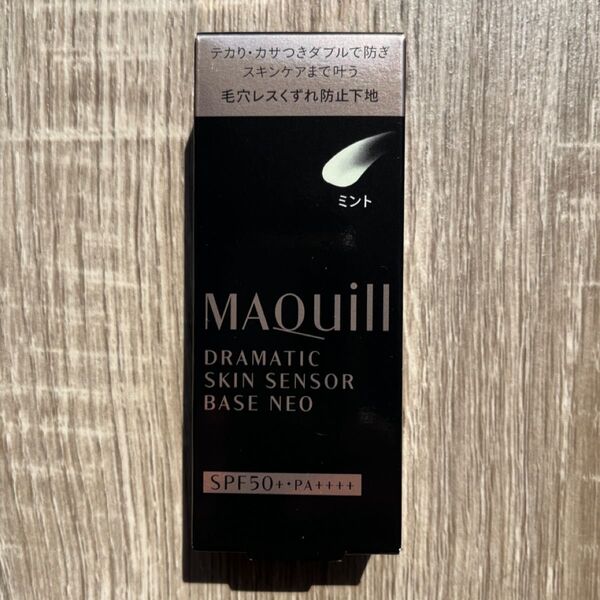 テカリ・カサつきダブルで防ぎ
スキンケアまで叶う
毛穴レスくずれ防止下地
ミント
MAQuill
DRAMATIC
SKIN SENSOR
BASE NEO
SPF50+・PA++++